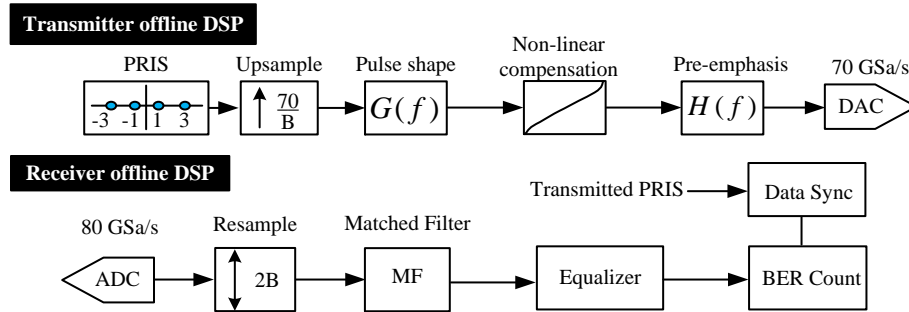 Transmitter offline DSP
PRIS
Upsample
Pulse shape
Non-linear
compensation
Pre-emphasis
70 GSa/s
-3 -1 1 3
70
B
G(f)
H(f)
DAC
Receiver offline DSP
Transmitted PRIS
Data Sync
80 GSa/s
Resample
Matched Filter
ADC
2B
MF
Equalizer
BER Count